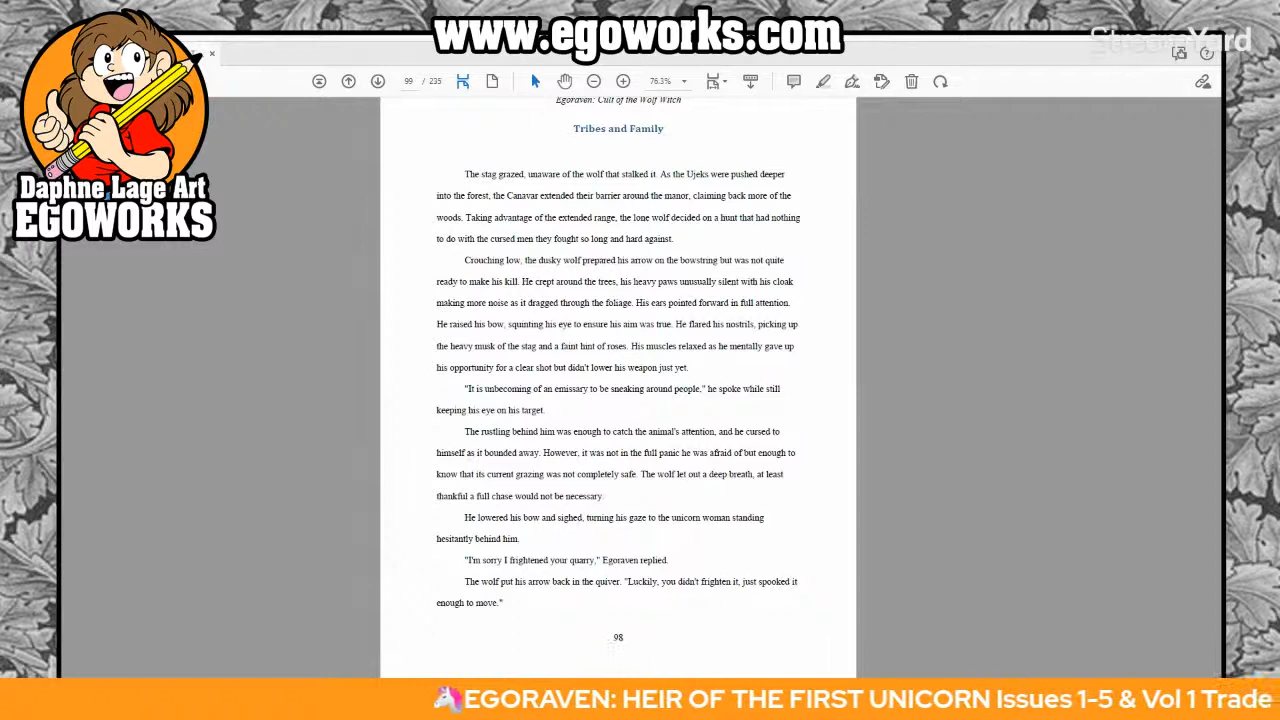 www.egoworks.com
StreamYard
Daphne Lage Art
EGOWORKS
99 / 235
76.3%
Egoraven: Cult of the Wolf Witch
Tribes and Family
The stag grazed, unaware of the wolf that stalked it. As the Ujeks were pushed deeper
into the forest, the Canavar extended their barrier around the manor, claiming back more of the
woods. Taking advantage of the extended range, the lone wolf decided on a hunt that had nothing
to do with the cursed men they fought so long and hard against.
Crouching low, the dusky wolf prepared his arrow on the bowstring but was not quite
ready to make his kill. He crept around the trees, his heavy paws unusually silent with his cloak
making more noise as it dragged through the foliage. His ears pointed forward in full attention.
He raised his bow, squinting his eye to ensure his aim was true. He flared his nostrils, picking up
the heavy musk of the stag and a faint hint of roses. His muscles relaxed as he mentally gave up
his opportunity for a clear shot but didn't lower his weapon just yet.
"It is unbecoming of an emissary to be sneaking around people," he spoke while still
keeping his eye on his target.
The rustling behind him was enough to catch the animal's attention, and he cursed to
himself as it bounded away. However, it was not in the full panic he was afraid of but enough to
know that its current grazing was not completely safe. The wolf let out a deep breath, at least
thankful a full chase would not be necessary.
He lowered his bow and sighed, turning his gaze to the unicorn woman standing
hesitantly behind him.
"I'm sorry I frightened your quarry," Egoraven replied.
The wolf put his arrow back in the quiver. "Luckily, you didn't frighten it, just spooked it
enough to move."
98
🦄EGORAVEN: HEIR OF THE FIRST UNICORN Issues 1-5 & Vol 1 Trade